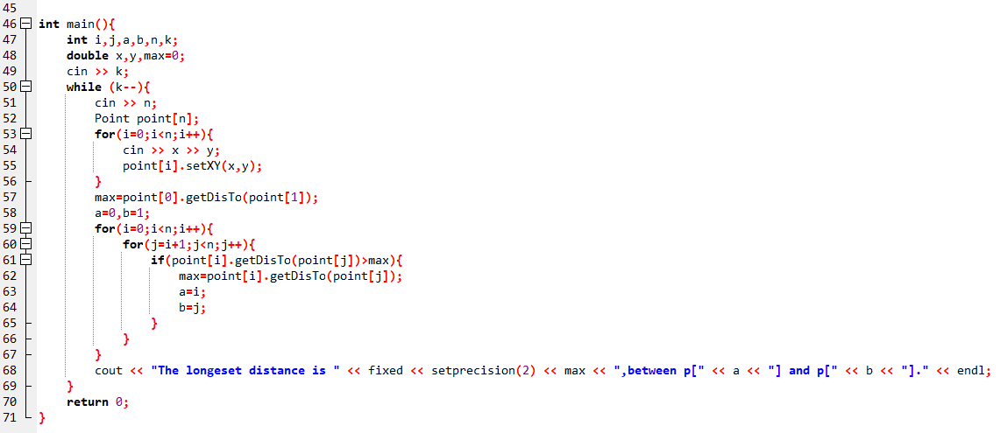 45
46 int main(){
47 int i,j,a,b,n,k;
48 double x,y,max=0;
49 cin >> k;
50 while (k--){
51 cin >> n;
52 Point point[n];
53 for(i=0;i<n;i++){
54 cin >> x >> y;
55 point[i].setXY(x,y);
56 }
57 max=point[0].getDisTo(point[1]);
58 a=0,b=1;
59 for(i=0;i<n;i++){
60 for(j=i+1;j<n;j++){
61 if(point[i].getDisTo(point[j])>max){
62 max=point[i].getDisTo(point[j]);
63 a=i;
64 b=j;
65 }
66 }
67 }
68 cout << "The longeset distance is " << fixed << setprecision(2) << max << ",between p[" << a << "] and p[" << b << "]." << endl;
69 }
70 return 0;
71 }